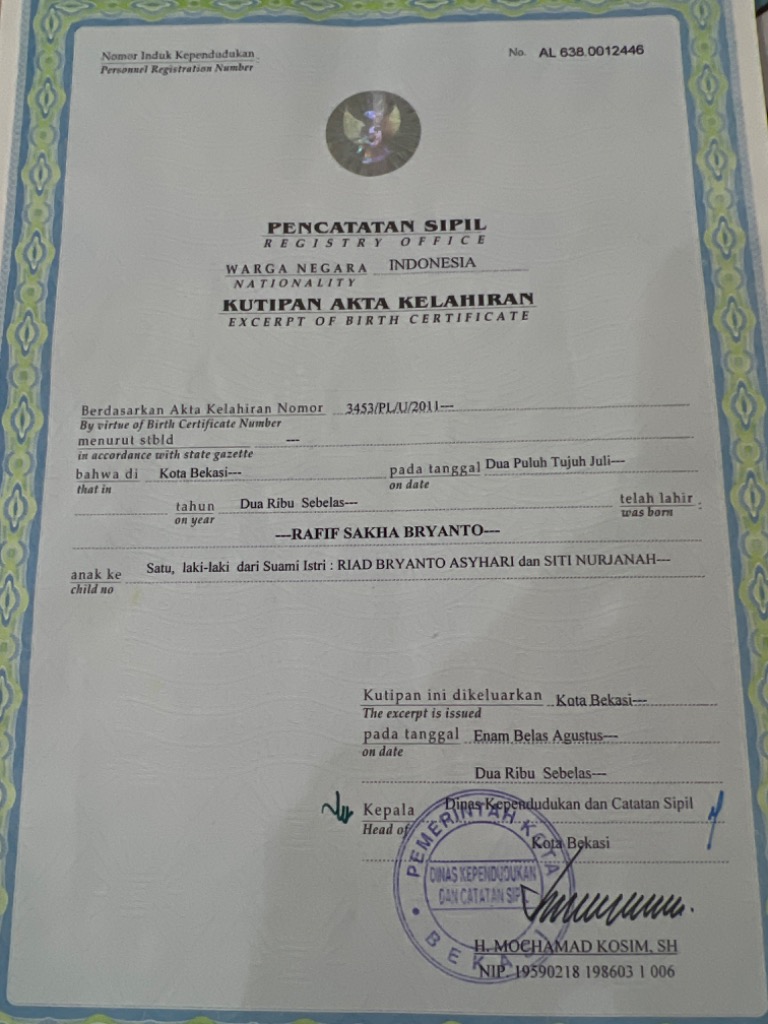 Nomor Induk Kependudukan
Personnel Registration Number
No. AL 638.0012446
PENCATATAN SIPIL
REGISTRY OFFICE
WARGA NEGARA INDONESIA
NATIONALITY
KUTIPAN AKTA KELAHIRAN
EXCERPT OF BIRTH CERTIFICATE
Berdasarkan Akta Kelahiran Nomor 3453/PL/U/2011---
By virtue of Birth Certificate Number
menurut stbld ---
in accordance with state gazette
bahwa di Kota Bekasi--- pada tanggal Dua Puluh Tujuh Juli---
that in on date
tahun Dua Ribu Sebelas--- telah lahir :
on year was born
---RAFIF SAKHA BRYANTO---
anak ke Satu, laki-laki dari Suami Istri : RIAD BRYANTO ASYHARI dan SITI NURJANAH---
child no
Kutipan ini dikeluarkan Kota Bekasi---
The excerpt is issued
pada tanggal Enam Belas Agustus---
on date
Dua Ribu Sebelas---
Kepala Dinas Kependudukan dan Catatan Sipil
Head of
Kota Bekasi
PEMERINTAH KOTA
DINAS KEPENDUDUKAN
DAN CATATAN SIPIL
BEKASI
H. MOCHAMAD KOSIM, SH
NIP. 19590218 198603 1 006